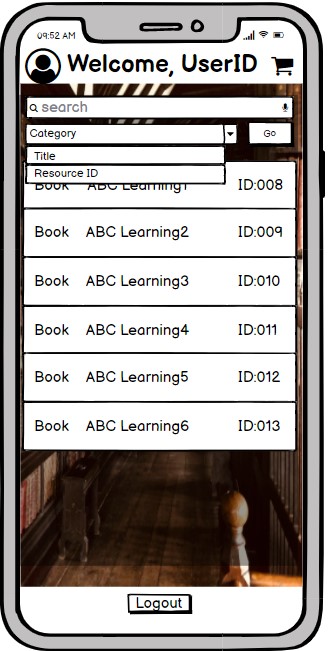 09:52 AM
Welcome, UserID
search
Category
Go
Title
Resource ID
Book ABC Learning1 ID:008
Book ABC Learning2 ID:009
Book ABC Learning3 ID:010
Book ABC Learning4 ID:011
Book ABC Learning5 ID:012
Book ABC Learning6 ID:013
Logout